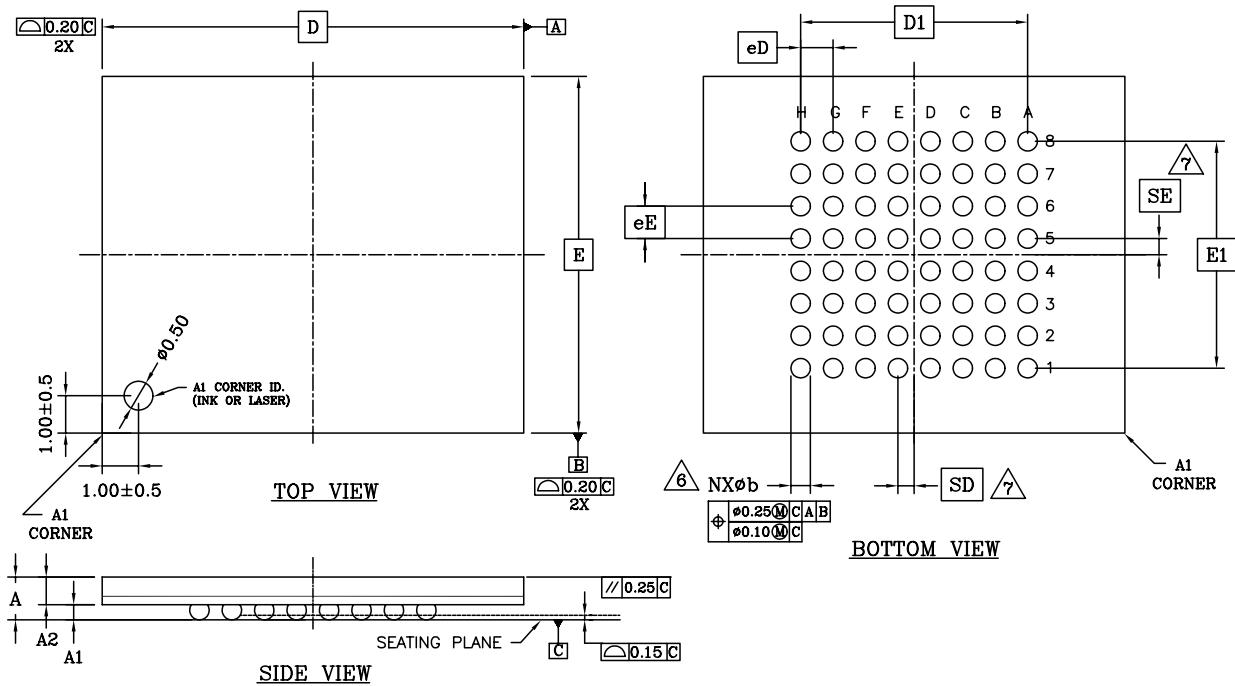 ⌓ 0.20 C
2X
D
A
E
ø0.50
A1 CORNER ID.
(INK OR LASER)
1.00±0.5
1.00±0.5
A1
CORNER
TOP VIEW
B
⌓ 0.20 C
2X
D1
eD
H G F E D C B A
8
7
6
5
4
3
2
1
7
SE
eE
E1
6 NXøb
⌖ ø0.25 Ⓜ C A B
ø0.10 Ⓜ C
SD 7
A1
CORNER
BOTTOM VIEW
A
A2
A1
// 0.25 C
SEATING PLANE
C
⌓ 0.15 C
SIDE VIEW